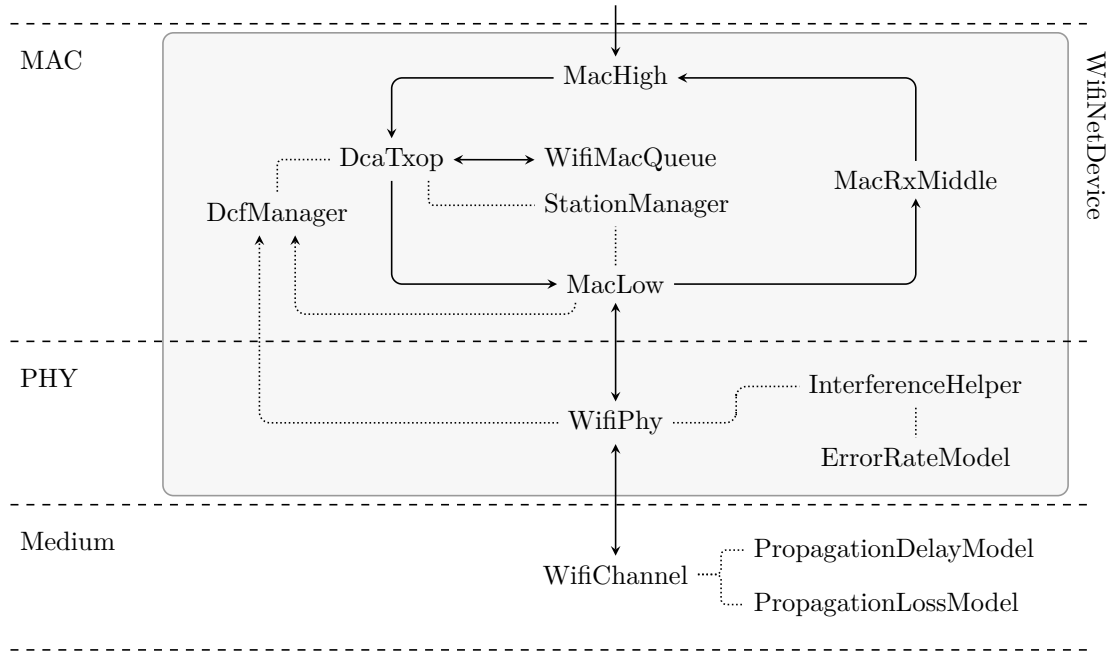 MAC
MacHigh
WifiNetDevice
DcaTxop
WifiMacQueue
MacRxMiddle
DcfManager
StationManager
MacLow
PHY
InterferenceHelper
WifiPhy
ErrorRateModel
Medium
PropagationDelayModel
WifiChannel
PropagationLossModel